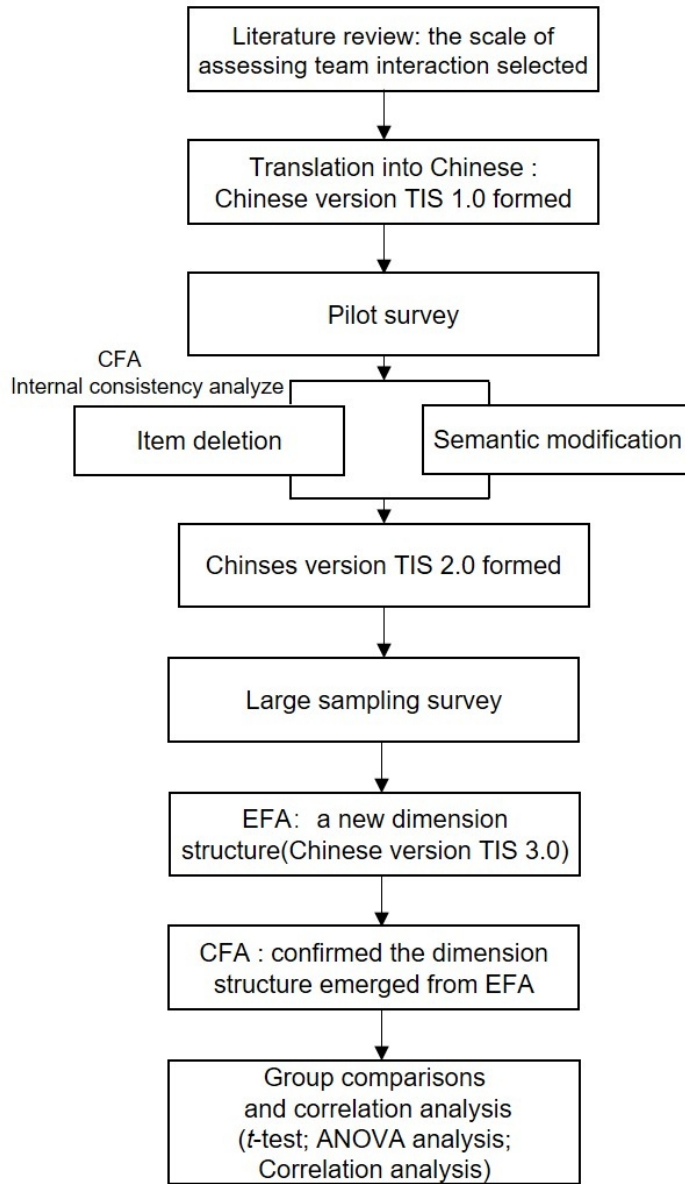 Literature review: the scale of
assessing team interaction selected
Translation into Chinese :
Chinese version TIS 1.0 formed
Pilot survey
CFA
Internal consistency analyze
Item deletion
Semantic modification
Chinses version TIS 2.0 formed
Large sampling survey
EFA: a new dimension
structure(Chinese version TIS 3.0)
CFA : confirmed the dimension
structure emerged from EFA
Group comparisons
and correlation analysis
(t-test; ANOVA analysis;
Correlation analysis)